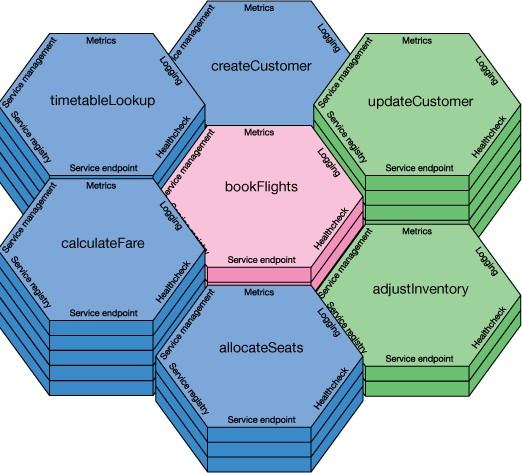 Metrics
Service management
Logging
createCustomer
Metrics
Service management
Logging
timetableLookup
Healthcheck
Service registry
Service endpoint
Metrics
Service management
Logging
updateCustomer
Healthcheck
Service registry
Service endpoint
Metrics
management
Logging
bookFlights
Healthcheck
Service endpoint
Metrics
Service management
Logging
calculateFare
Healthcheck
Service registry
Service endpoint
Metrics
Service management
Logging
adjustInventory
Healthcheck
Service registry
Service endpoint
Metrics
Service management
Logging
allocateSeats
Healthcheck
Service registry
Service endpoint